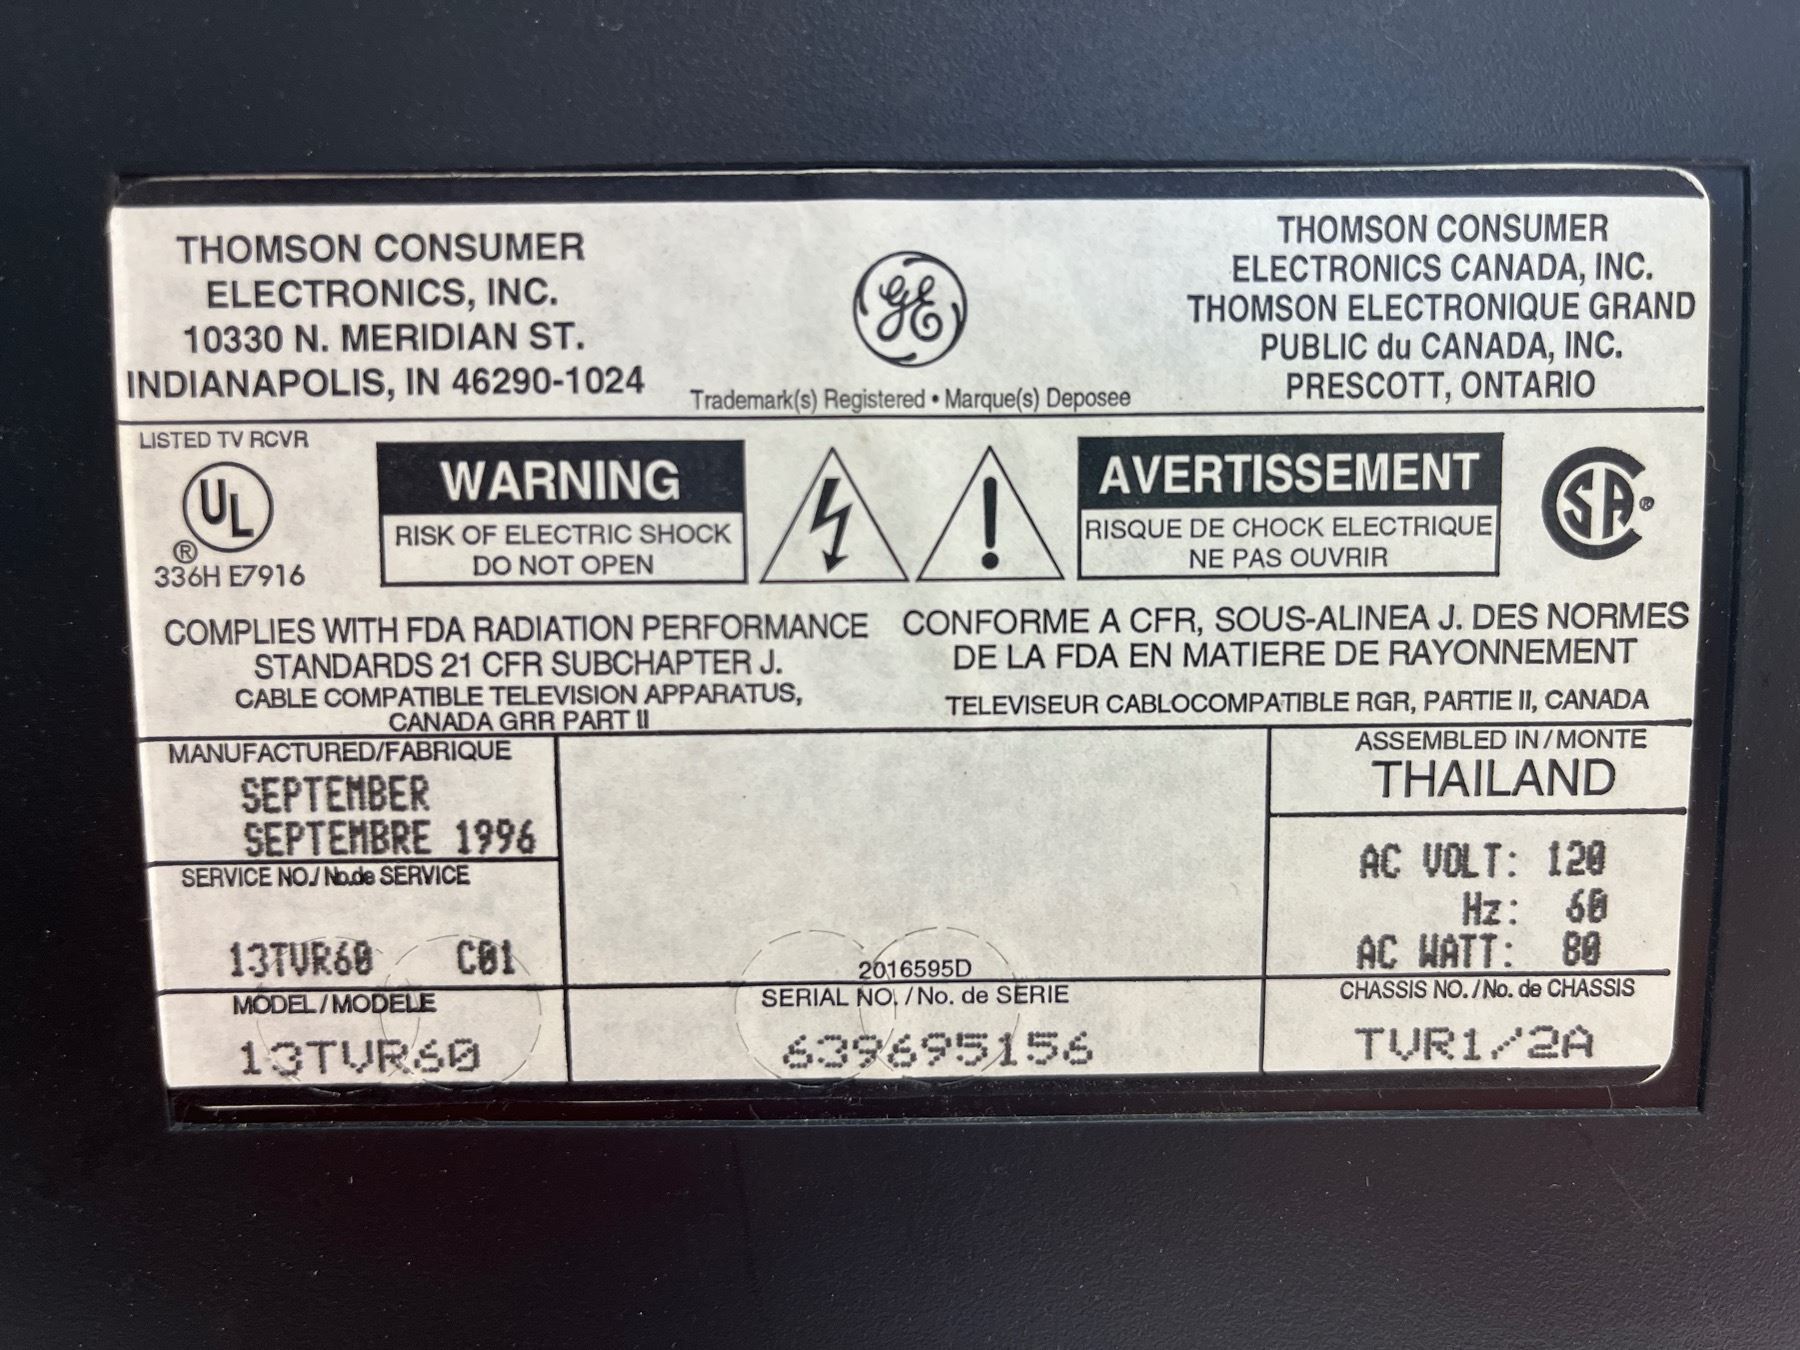 THOMSON CONSUMER
ELECTRONICS, INC.
10330 N. MERIDIAN ST.
INDIANAPOLIS, IN 46290-1024
GE
Trademark(s) Registered • Marque(s) Deposee
THOMSON CONSUMER
ELECTRONICS CANADA, INC.
THOMSON ELECTRONIQUE GRAND
PUBLIC du CANADA, INC.
PRESCOTT, ONTARIO
LISTED TV RCVR
UL
®
336H E7916
WARNING
RISK OF ELECTRIC SHOCK
DO NOT OPEN
AVERTISSEMENT
RISQUE DE CHOCK ELECTRIQUE
NE PAS OUVRIR
CSA ®
COMPLIES WITH FDA RADIATION PERFORMANCE
STANDARDS 21 CFR SUBCHAPTER J.
CABLE COMPATIBLE TELEVISION APPARATUS,
CANADA GRR PART II
CONFORME A CFR, SOUS-ALINEA J. DES NORMES
DE LA FDA EN MATIERE DE RAYONNEMENT
TELEVISEUR CABLOCOMPATIBLE RGR, PARTIE II, CANADA
MANUFACTURED/FABRIQUE
SEPTEMBER
SEPTEMBRE 1996
SERVICE NO./ No.de SERVICE
13TVR60 C01
MODEL/MODELE
13TVR60
2016595D
SERIAL NO. / No. de SERIE
639695156
ASSEMBLED IN/MONTE
THAILAND
AC VOLT: 120
Hz: 60
AC WATT: 80
CHASSIS NO. /No. de CHASSIS
TVR1/2A